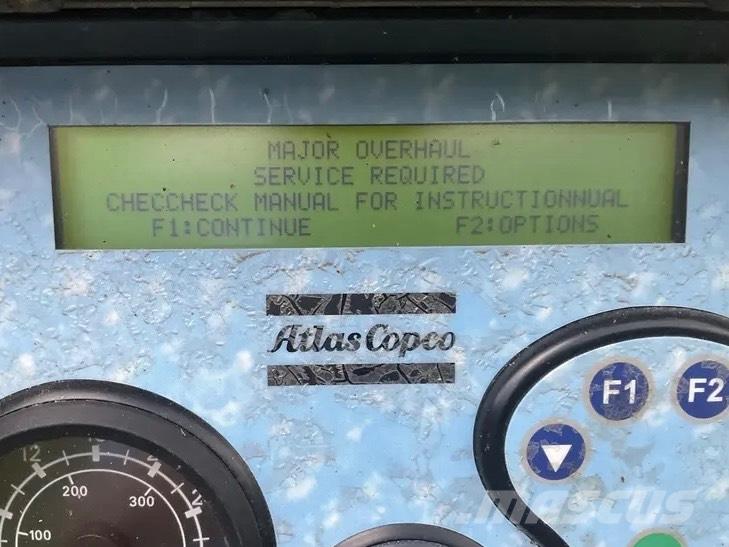 MAJOR OVERHAUL
SERVICE REQUIRED
CHECCHECK MANUAL FOR INSTRUCTIONNUAL
F1:CONTINUE F2:OPTIONS
Atlas Copco
F1 F2
12
200 300
100
mascus